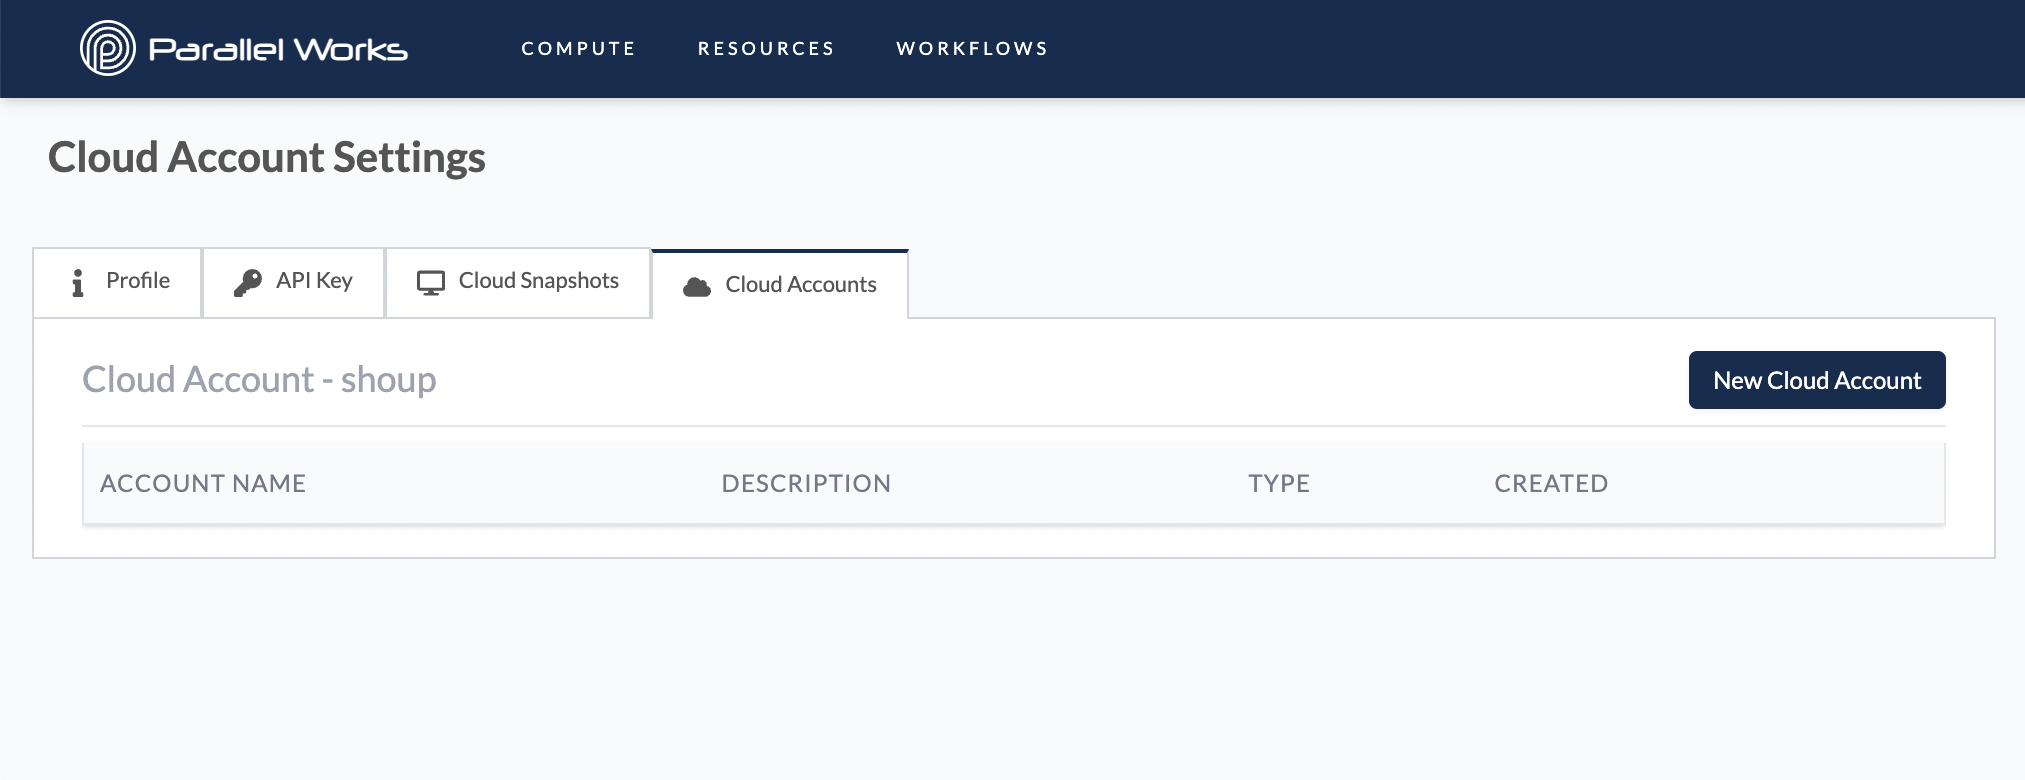 Parallel Works COMPUTE RESOURCES WORKFLOWS
Cloud Account Settings
Profile API Key Cloud Snapshots Cloud Accounts
Cloud Account - shoup New Cloud Account
ACCOUNT NAME DESCRIPTION TYPE CREATED